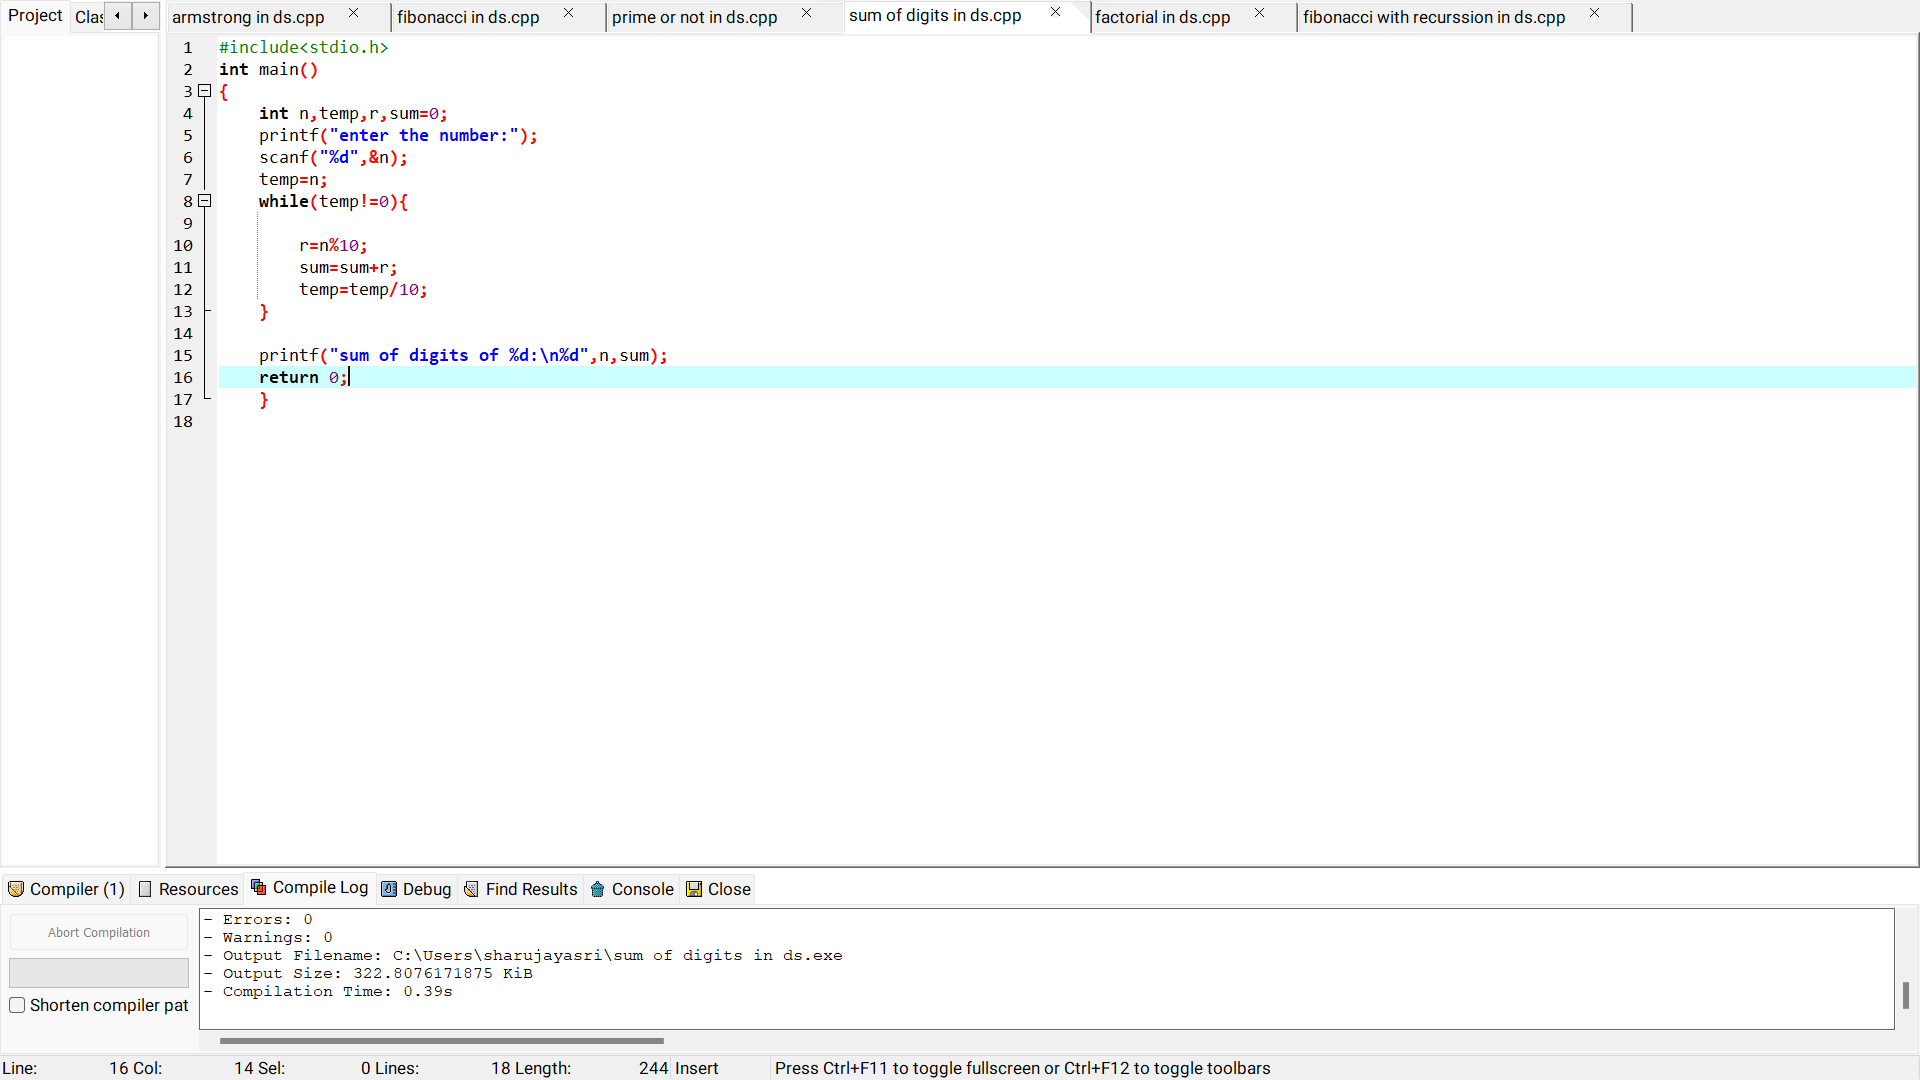 Project Clas armstrong in ds.cpp fibonacci in ds.cpp prime or not in ds.cpp sum of digits in ds.cpp factorial in ds.cpp fibonacci with recurssion in ds.cpp
1 #include<stdio.h>
2 int main()
3 {
4 int n,temp,r,sum=0;
5 printf("enter the number:");
6 scanf("%d",&n);
7 temp=n;
8 while(temp!=0){
9
10 r=n%10;
11 sum=sum+r;
12 temp=temp/10;
13 }
14
15 printf("sum of digits of %d:\n%d",n,sum);
16 return 0;
17 }
18
Compiler (1) Resources Compile Log Debug Find Results Console Close
Abort Compilation
Shorten compiler pat
- Errors: 0
- Warnings: 0
- Output Filename: C:\Users\sharujayasri\sum of digits in ds.exe
- Output Size: 322.8076171875 KiB
- Compilation Time: 0.39s
Line: 16 Col: 14 Sel: 0 Lines: 18 Length: 244 Insert Press Ctrl+F11 to toggle fullscreen or Ctrl+F12 to toggle toolbars